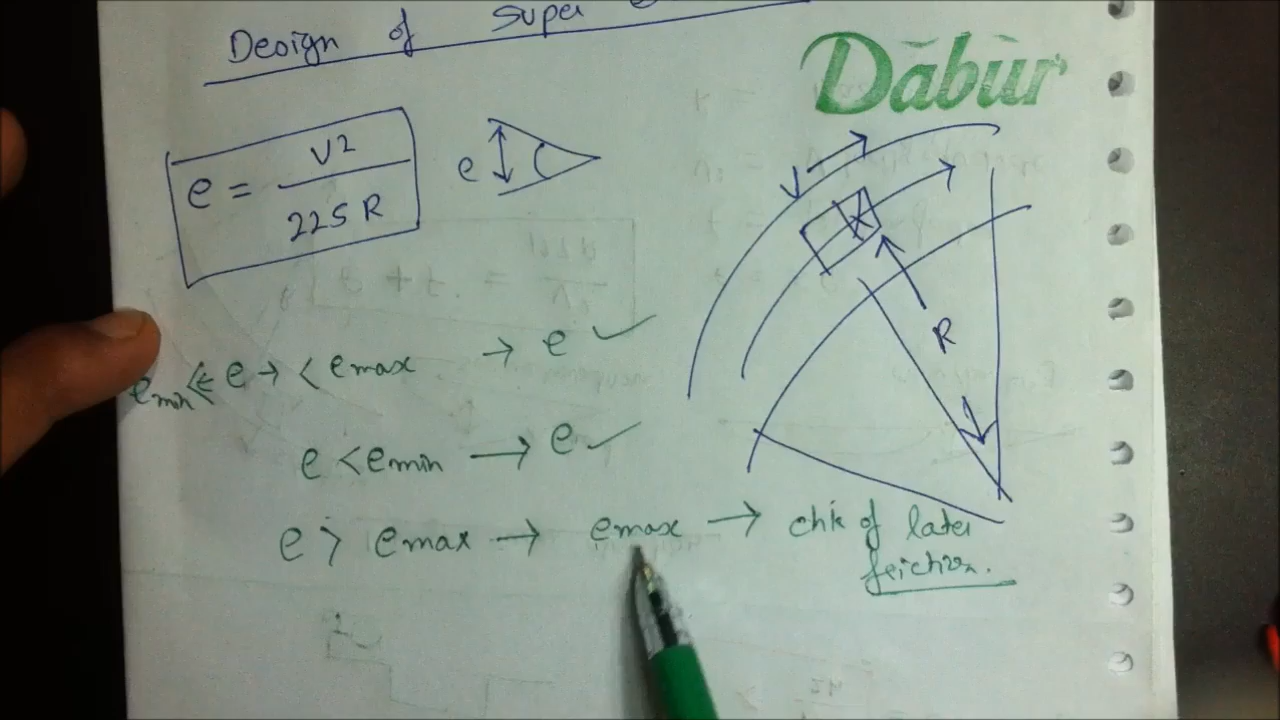 Design of super
Dabur
e = V2 / 225 R
e
R
emin ≤ e → < emax → e ✓
e < emin → e ✓
e > emax → emax → chk of later
friction.